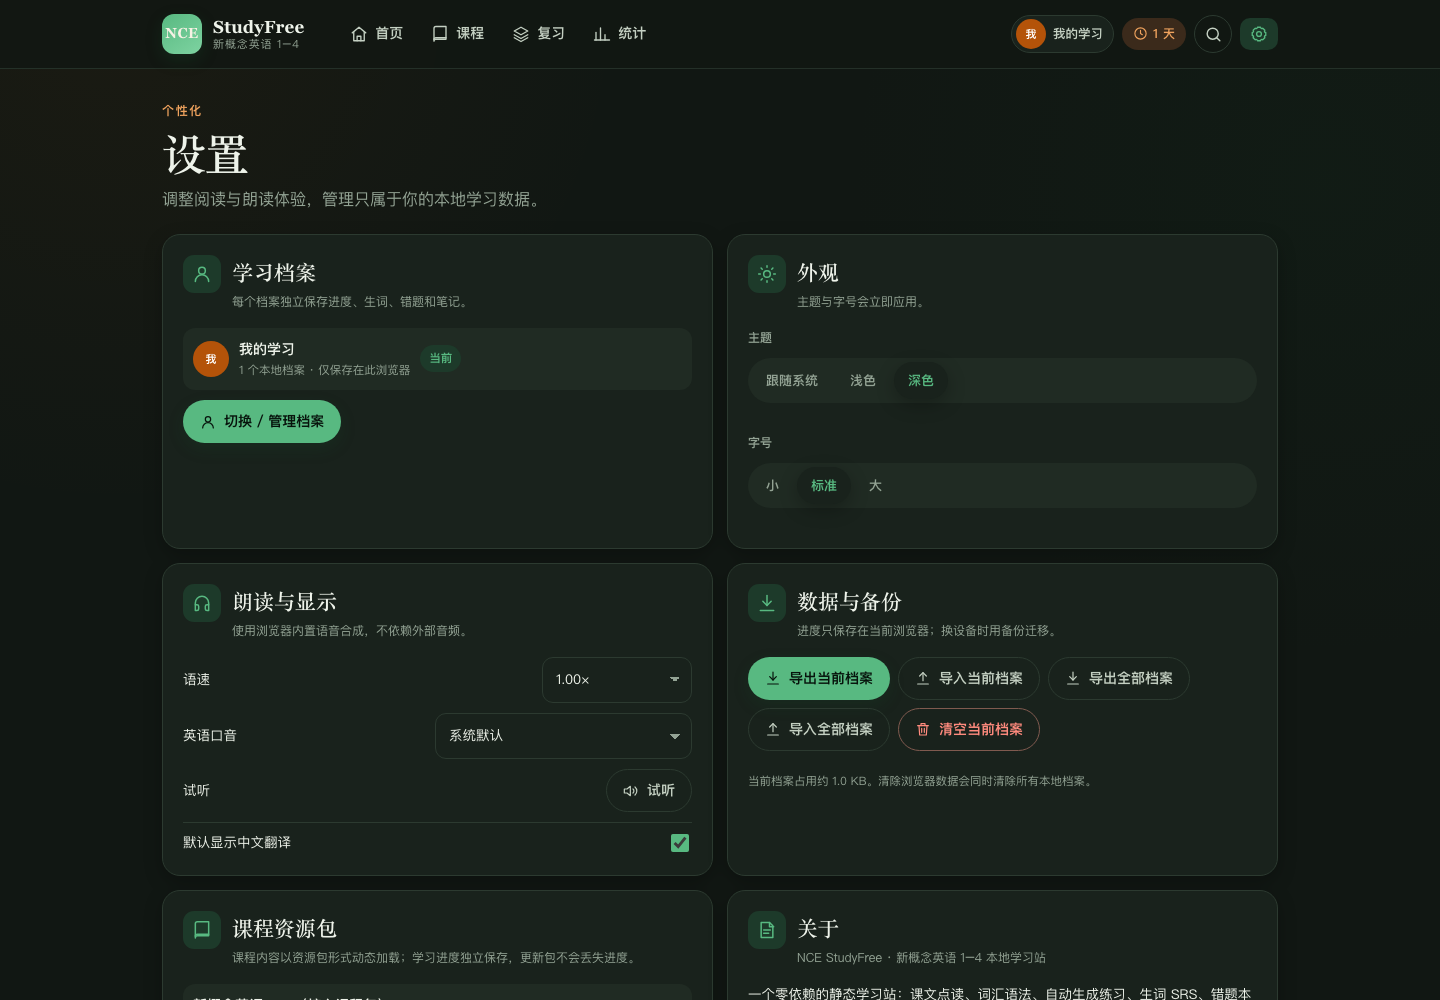 NCE StudyFree
新概念英语 1—4
首页 课程 复习 统计
我 我的学习 1 天
个性化
设置
调整阅读与朗读体验，管理只属于你的本地学习数据。
学习档案
每个档案独立保存进度、生词、错题和笔记。
我 我的学习 当前
1 个本地档案 · 仅保存在此浏览器
切换 / 管理档案
外观
主题与字号会立即应用。
主题
跟随系统 浅色 深色
字号
小 标准 大
朗读与显示
使用浏览器内置语音合成，不依赖外部音频。
语速 1.00×
英语口音 系统默认
试听 试听
默认显示中文翻译
数据与备份
进度只保存在当前浏览器；换设备时用备份迁移。
导出当前档案 导入当前档案 导出全部档案
导入全部档案 清空当前档案
当前档案占用约 1.0 KB。清除浏览器数据会同时清除所有本地档案。
课程资源包
课程内容以资源包形式动态加载；学习进度独立保存，更新包不会丢失进度。
关于
NCE StudyFree · 新概念英语 1—4 本地学习站
一个零依赖的静态学习站：课文点读、词汇语法、自动生成练习、生词 SRS、错题本